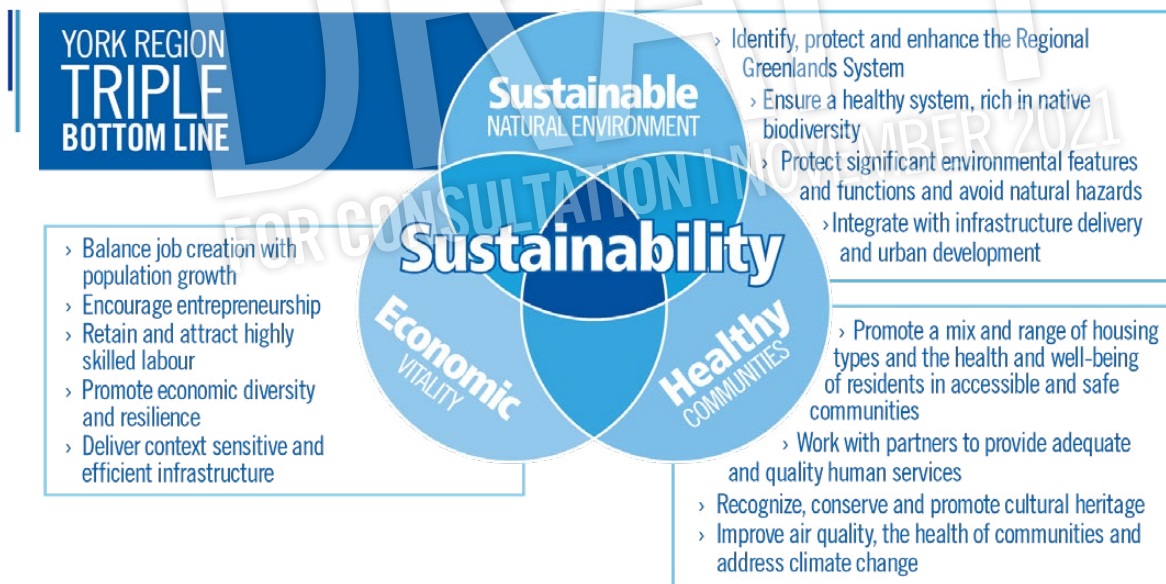 YORK REGION
TRIPLE
BOTTOM LINE
DRAFT
FOR CONSULTATION | NOVEMBER 2021
Sustainable
NATURAL ENVIRONMENT
Sustainability
Economic
VITALITY
Healthy
COMMUNITIES
› Identify, protect and enhance the Regional
Greenlands System
› Ensure a healthy system, rich in native
biodiversity
› Protect significant environmental features
and functions and avoid natural hazards
› Integrate with infrastructure delivery
and urban development
› Balance job creation with
population growth
› Encourage entrepreneurship
› Retain and attract highly
skilled labour
› Promote economic diversity
and resilience
› Deliver context sensitive and
efficient infrastructure
› Promote a mix and range of housing
types and the health and well-being
of residents in accessible and safe
communities
› Work with partners to provide adequate
and quality human services
› Recognize, conserve and promote cultural heritage
› Improve air quality, the health of communities and
address climate change